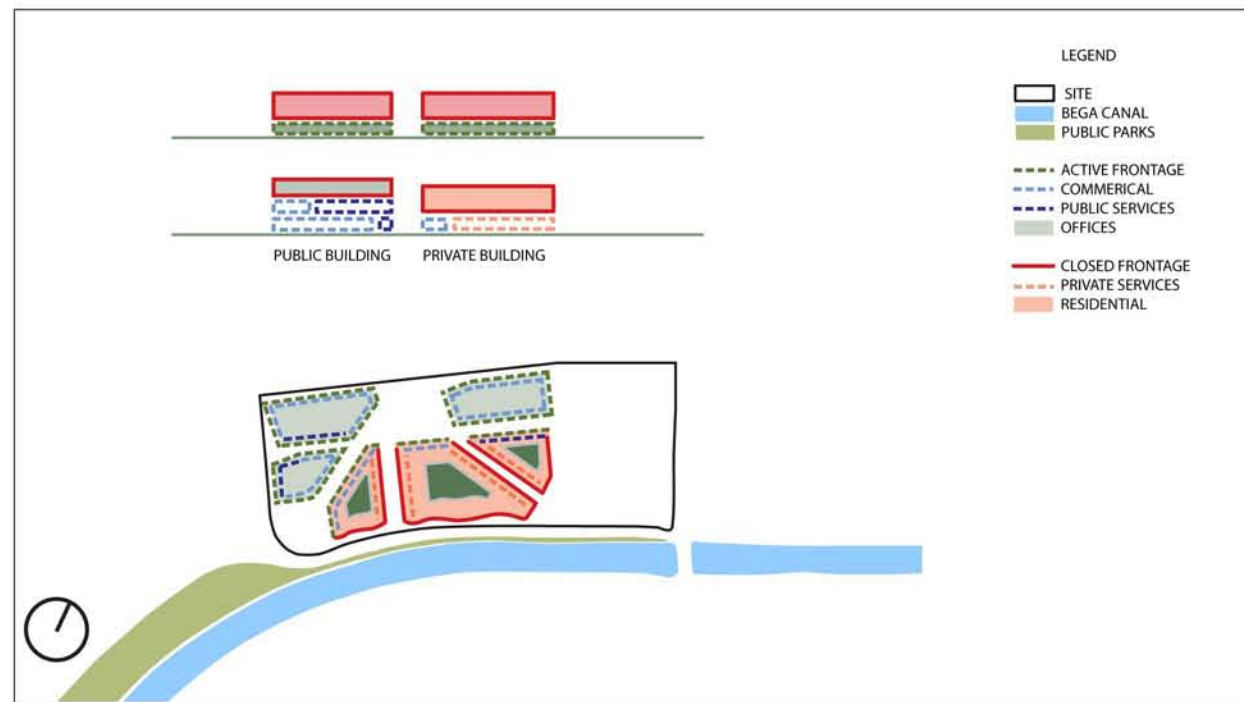 LEGEND
SITE
BEGA CANAL
PUBLIC PARKS
ACTIVE FRONTAGE
COMMERICAL
PUBLIC SERVICES
OFFICES
CLOSED FRONTAGE
PRIVATE SERVICES
RESIDENTIAL
PUBLIC BUILDING
PRIVATE BUILDING